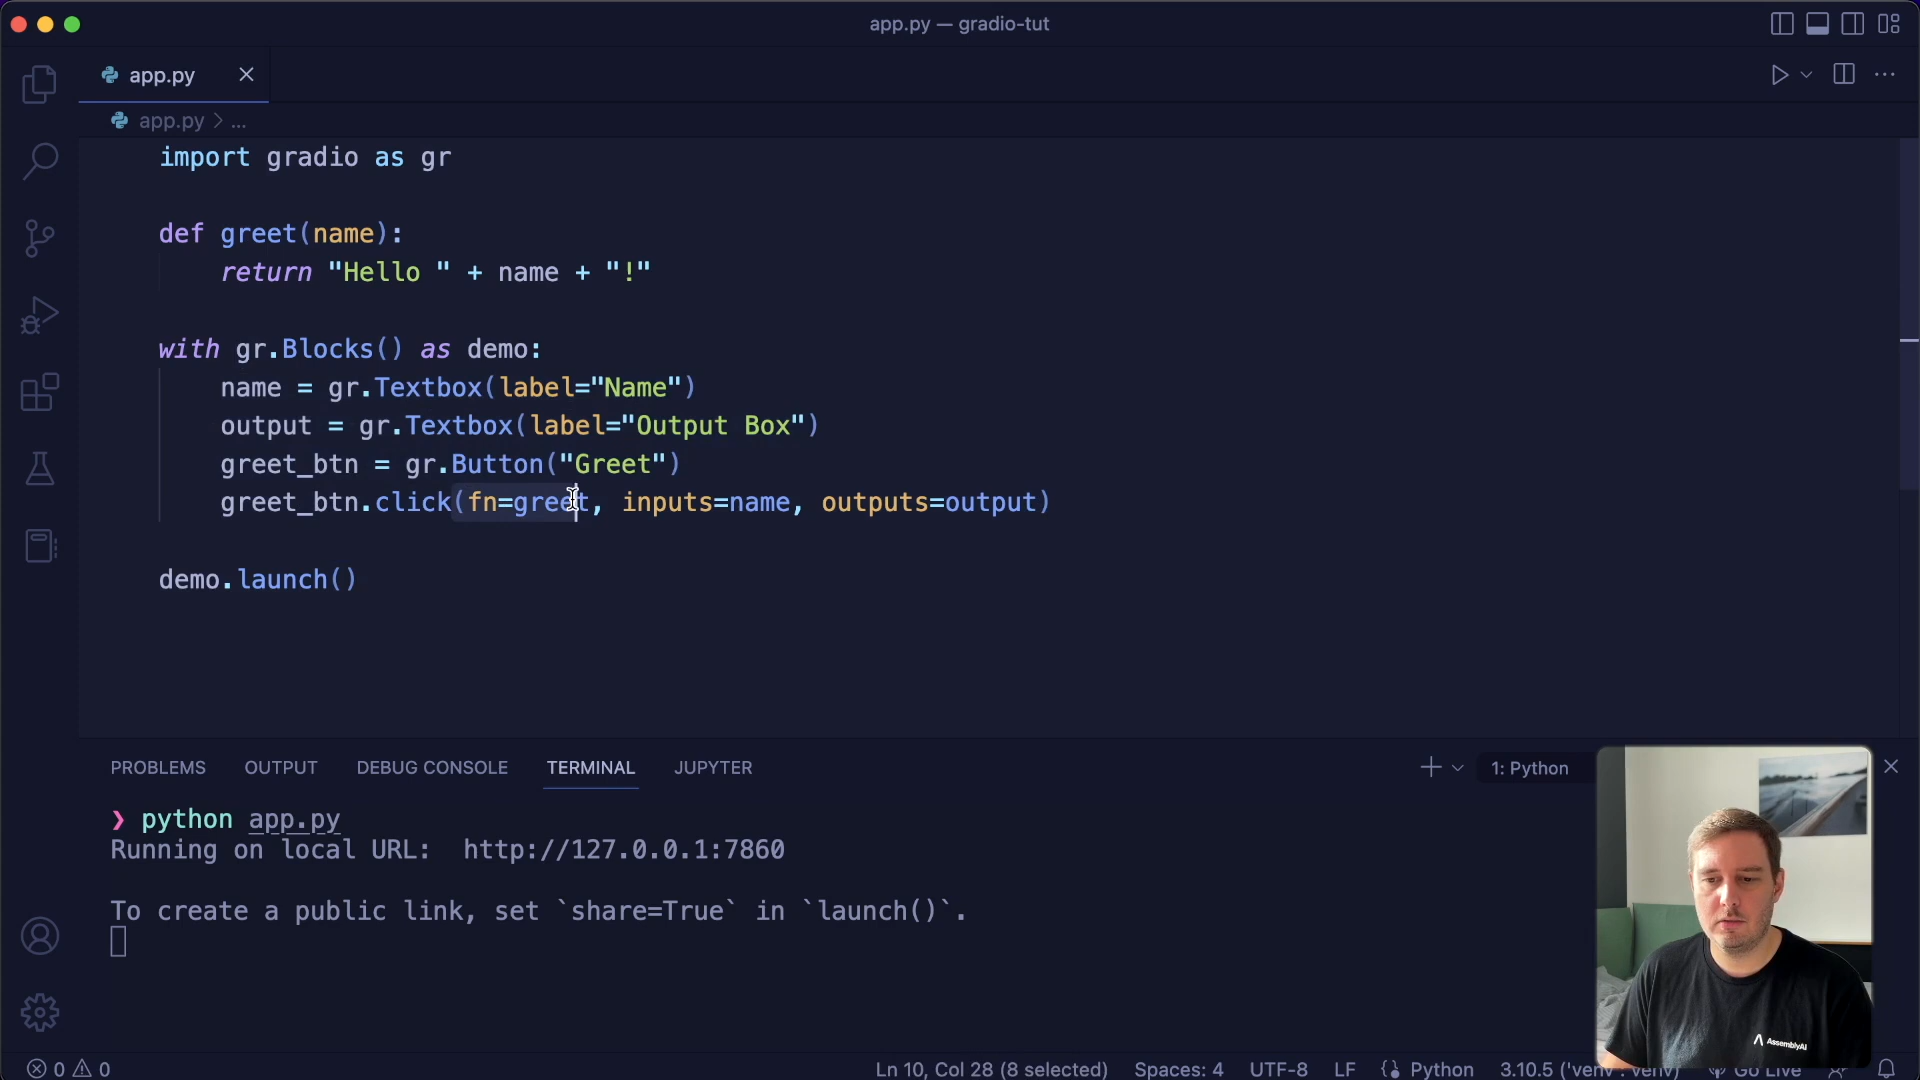 app.py — gradio-tut
app.py
app.py > ...
import gradio as gr
def greet(name):
return "Hello " + name + "!"
with gr.Blocks() as demo:
name = gr.Textbox(label="Name")
output = gr.Textbox(label="Output Box")
greet_btn = gr.Button("Greet")
greet_btn.click(fn=greet, inputs=name, outputs=output)
demo.launch()
PROBLEMS OUTPUT DEBUG CONSOLE TERMINAL JUPYTER
1: Python
❯ python app.py
Running on local URL: http://127.0.0.1:7860
To create a public link, set `share=True` in `launch()`.
AssemblyAI
0 0 Ln 10, Col 28 (8 selected) Spaces: 4 UTF-8 LF Python 3.10.5 ('venv': venv) Go Live